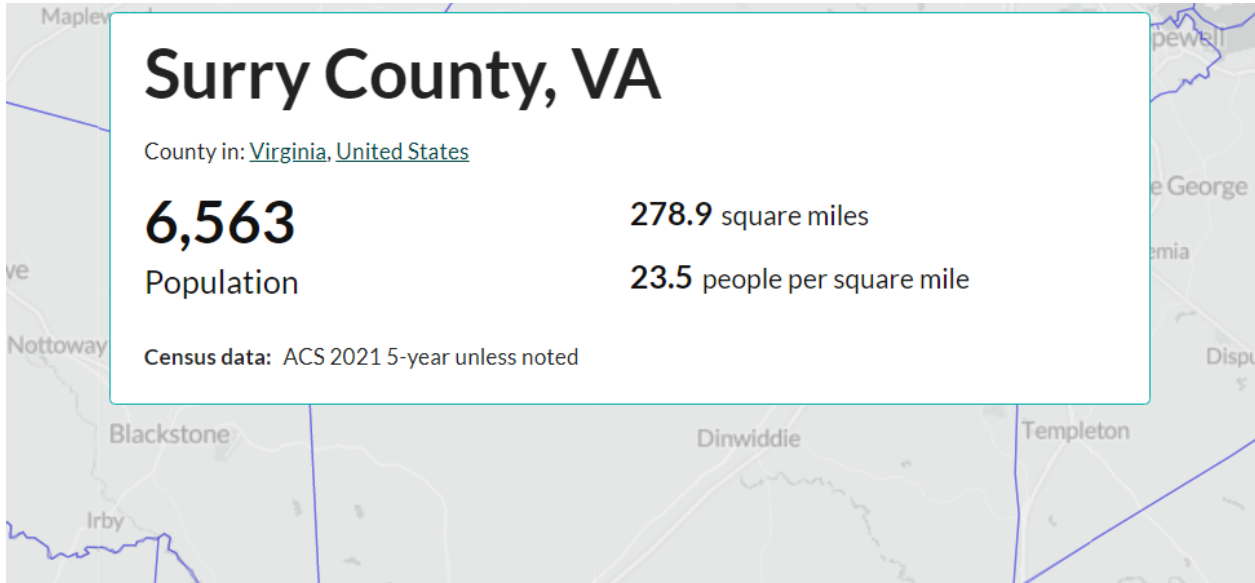 Surry County, VA
County in: Virginia, United States
6,563
Population
278.9 square miles
23.5 people per square mile
Census data: ACS 2021 5-year unless noted
Nottoway
Blackstone
Dinwiddie
Templeton
Irby